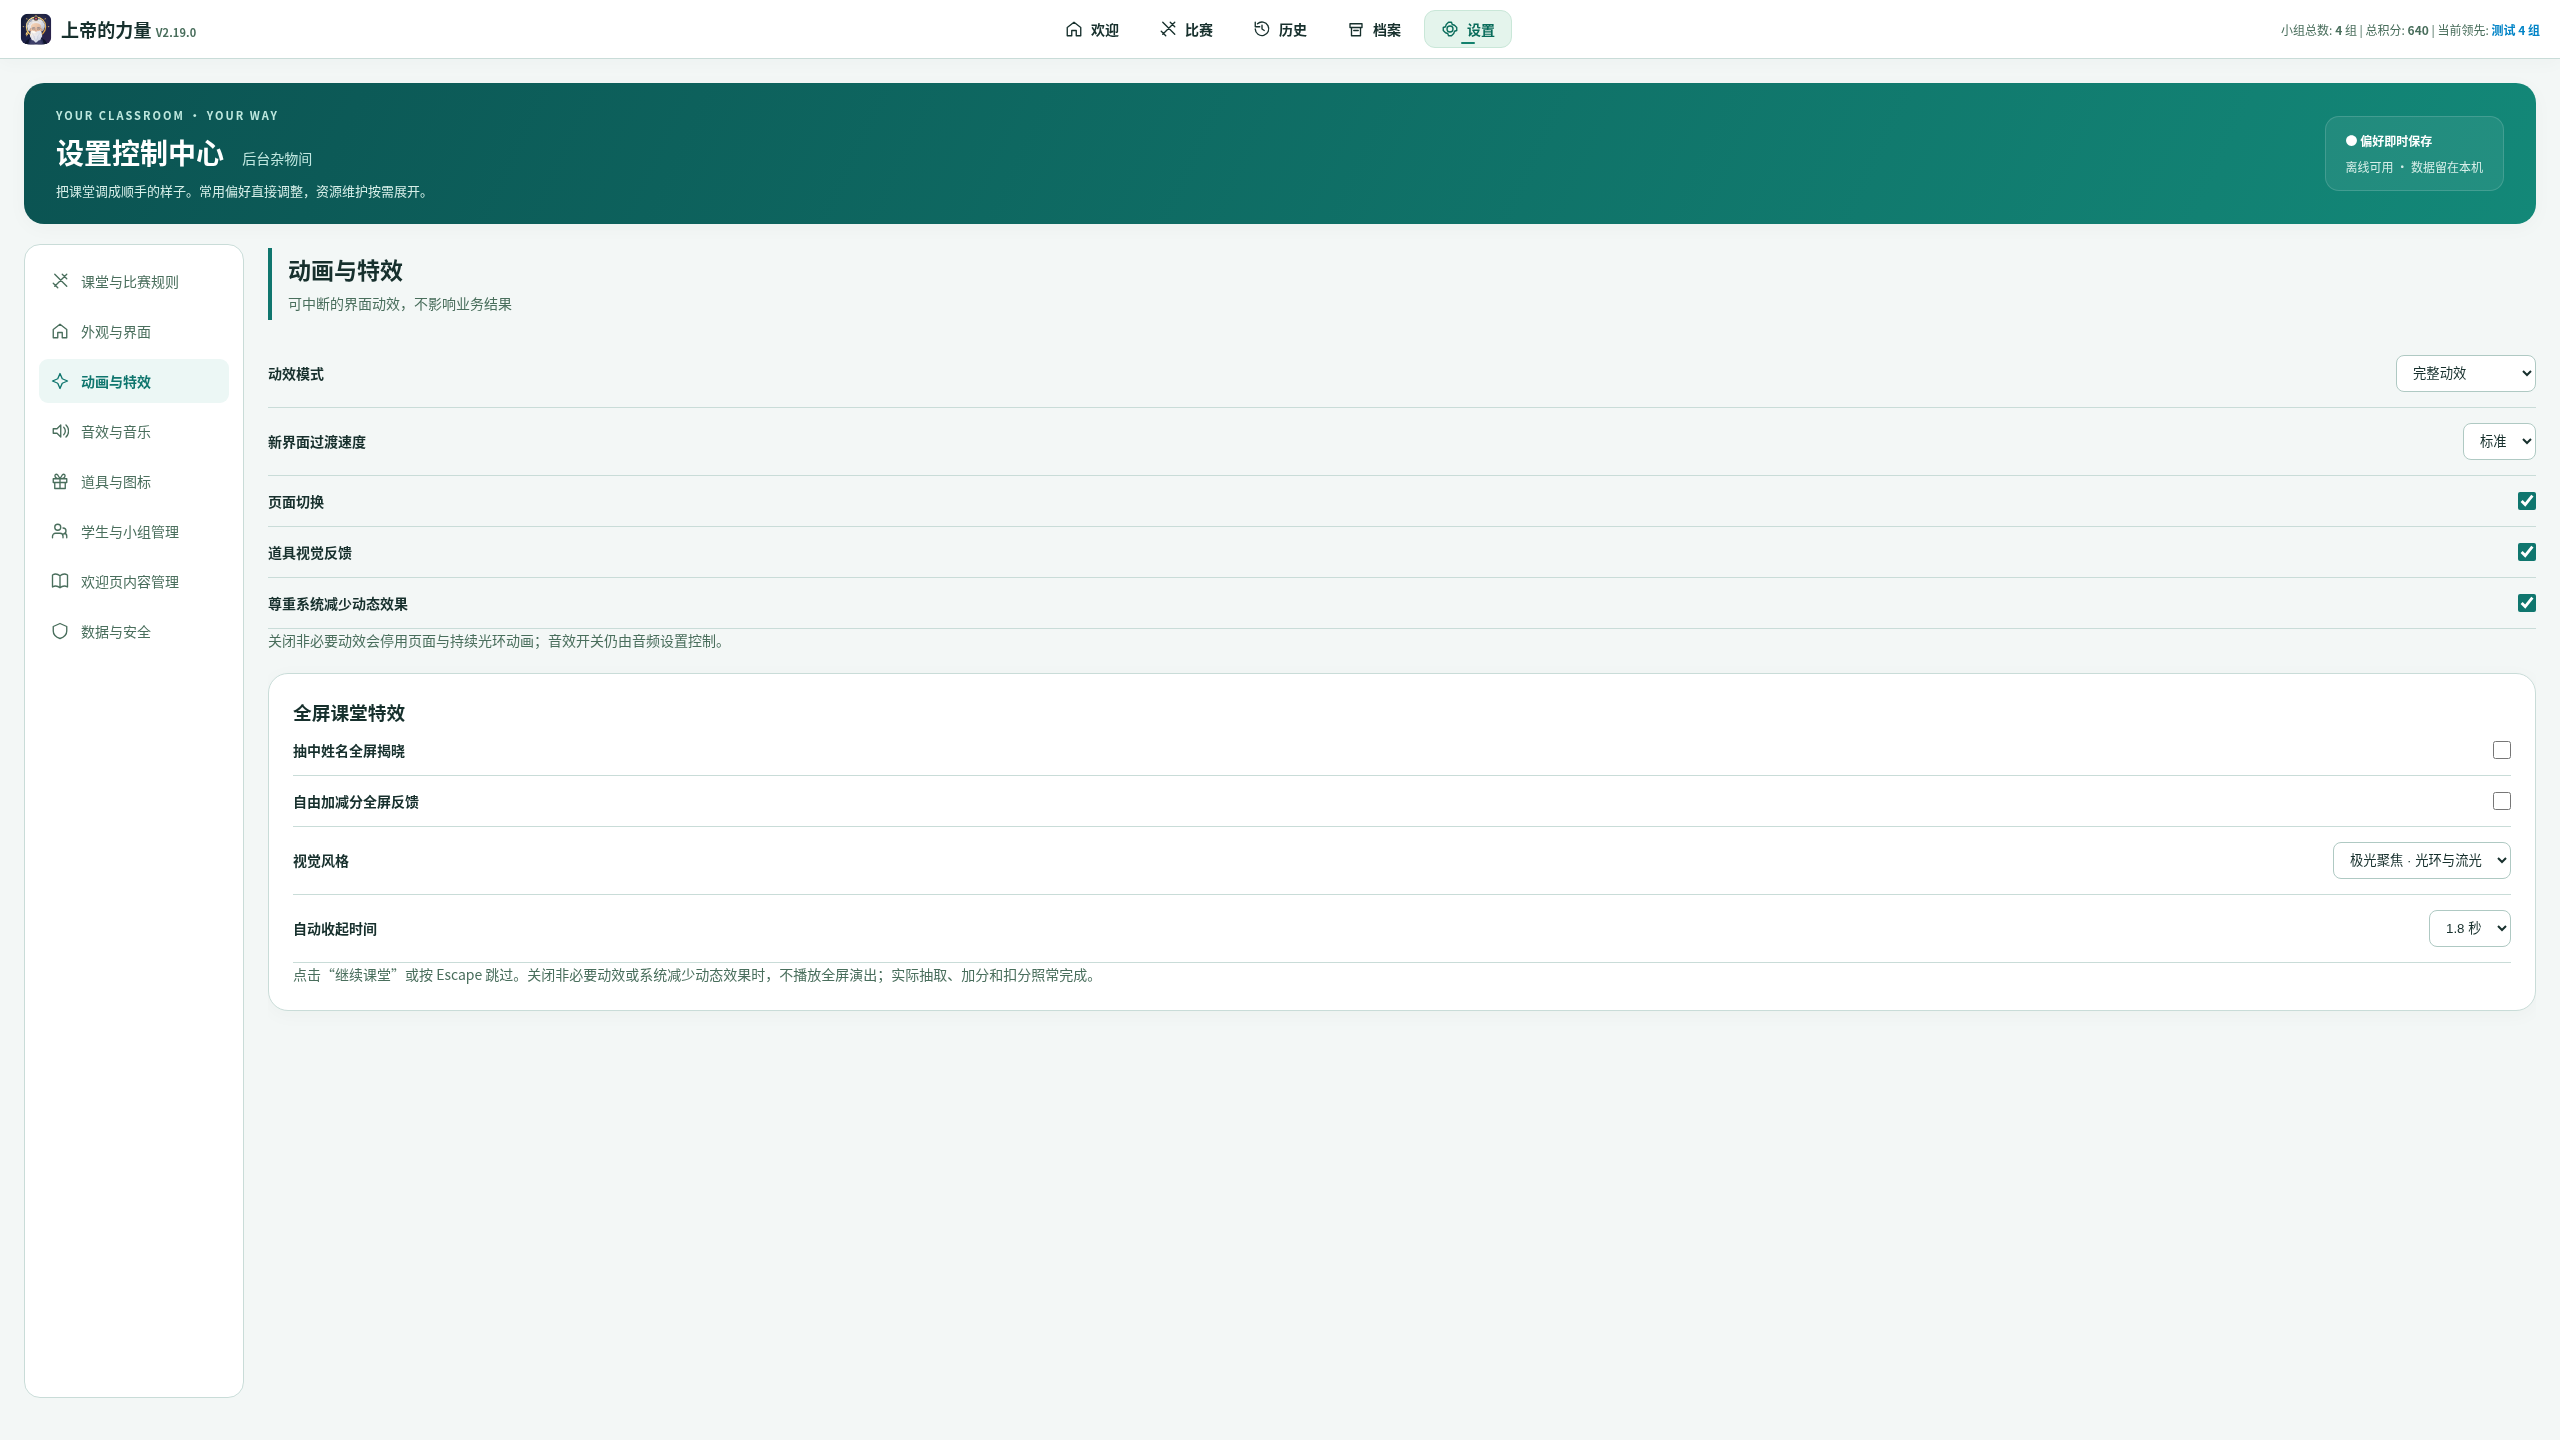 上帝的力量 V2.19.0
欢迎
比赛
历史
档案
设置
小组总数: 4 组 | 总积分: 640 | 当前领先: 测试 4 组
YOUR CLASSROOM · YOUR WAY
设置控制中心 后台杂物间
把课堂调成顺手的样子。常用偏好直接调整，资源维护按需展开。
偏好即时保存
离线可用 · 数据留在本机
课堂与比赛规则
外观与界面
动画与特效
音效与音乐
道具与图标
学生与小组管理
欢迎页内容管理
数据与安全
动画与特效
可中断的界面动效，不影响业务结果
动效模式
完整动效
新界面过渡速度
标准
页面切换
道具视觉反馈
尊重系统减少动态效果
关闭非必要动效会停用页面与持续光环动画；音效开关仍由音频设置控制。
全屏课堂特效
抽中姓名全屏揭晓
自由加减分全屏反馈
视觉风格
极光聚焦 · 光环与流光
自动收起时间
1.8 秒
点击“继续课堂”或按 Escape 跳过。关闭非必要动效或系统减少动态效果时，不播放全屏演出；实际抽取、加分和扣分照常完成。